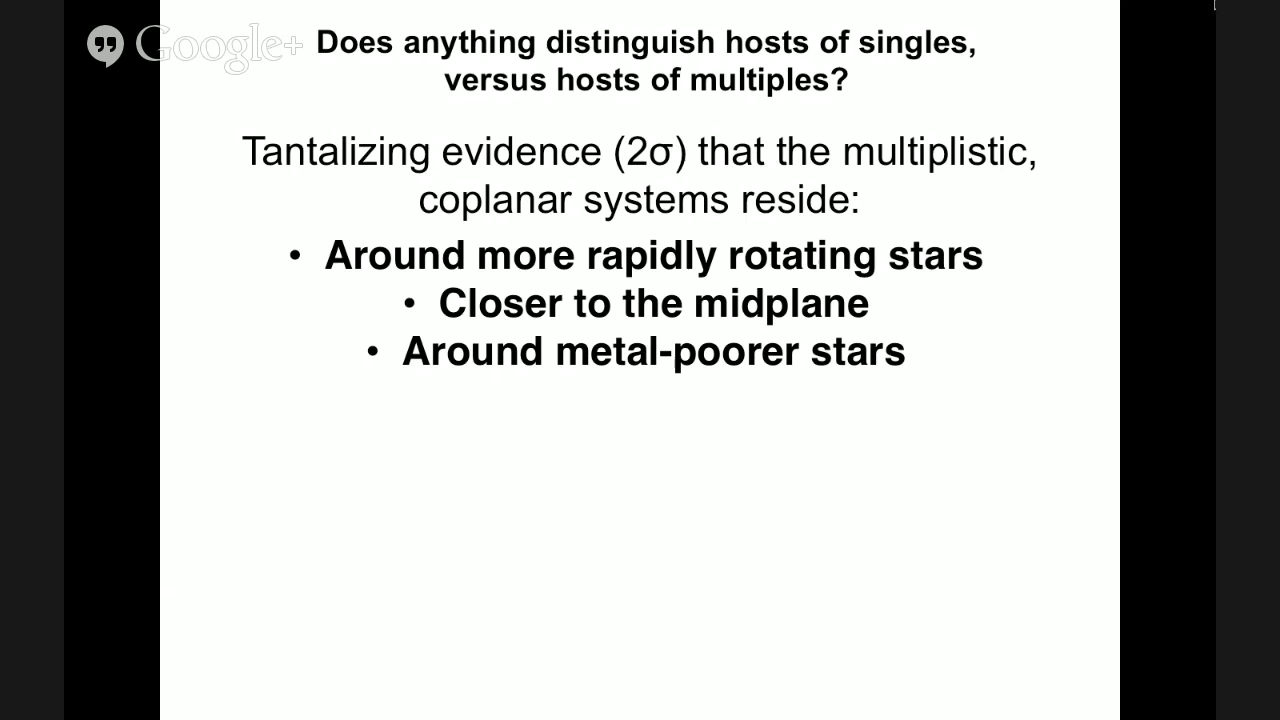 Google+
Does anything distinguish hosts of singles,
versus hosts of multiples?
Tantalizing evidence (2σ) that the multiplistic,
coplanar systems reside:
• Around more rapidly rotating stars
• Closer to the midplane
• Around metal-poorer stars